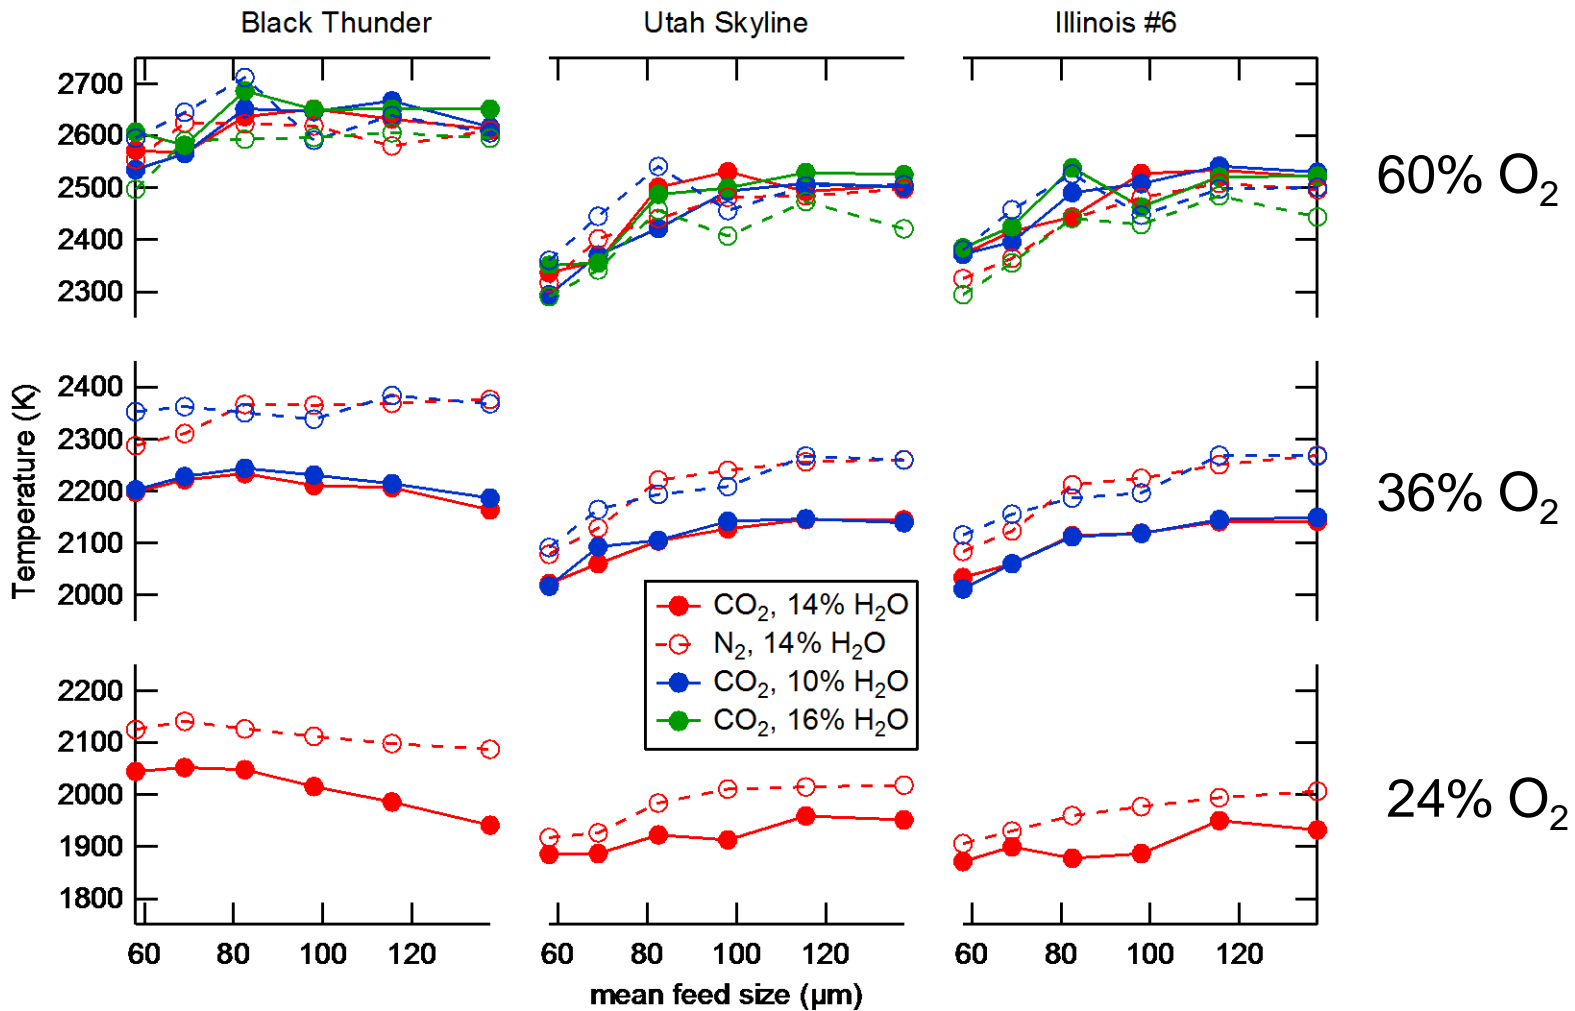 Black Thunder Utah Skyline Illinois #6
2700
2600
2500
2400
2300
60% O₂
Temperature (K)
2400
2300
2200
2100
2000
36% O₂
CO₂, 14% H₂O
N₂, 14% H₂O
CO₂, 10% H₂O
CO₂, 16% H₂O
2200
2100
2000
1900
1800
24% O₂
60 80 100 120 60 80 100 120 60 80 100 120
mean feed size (µm)